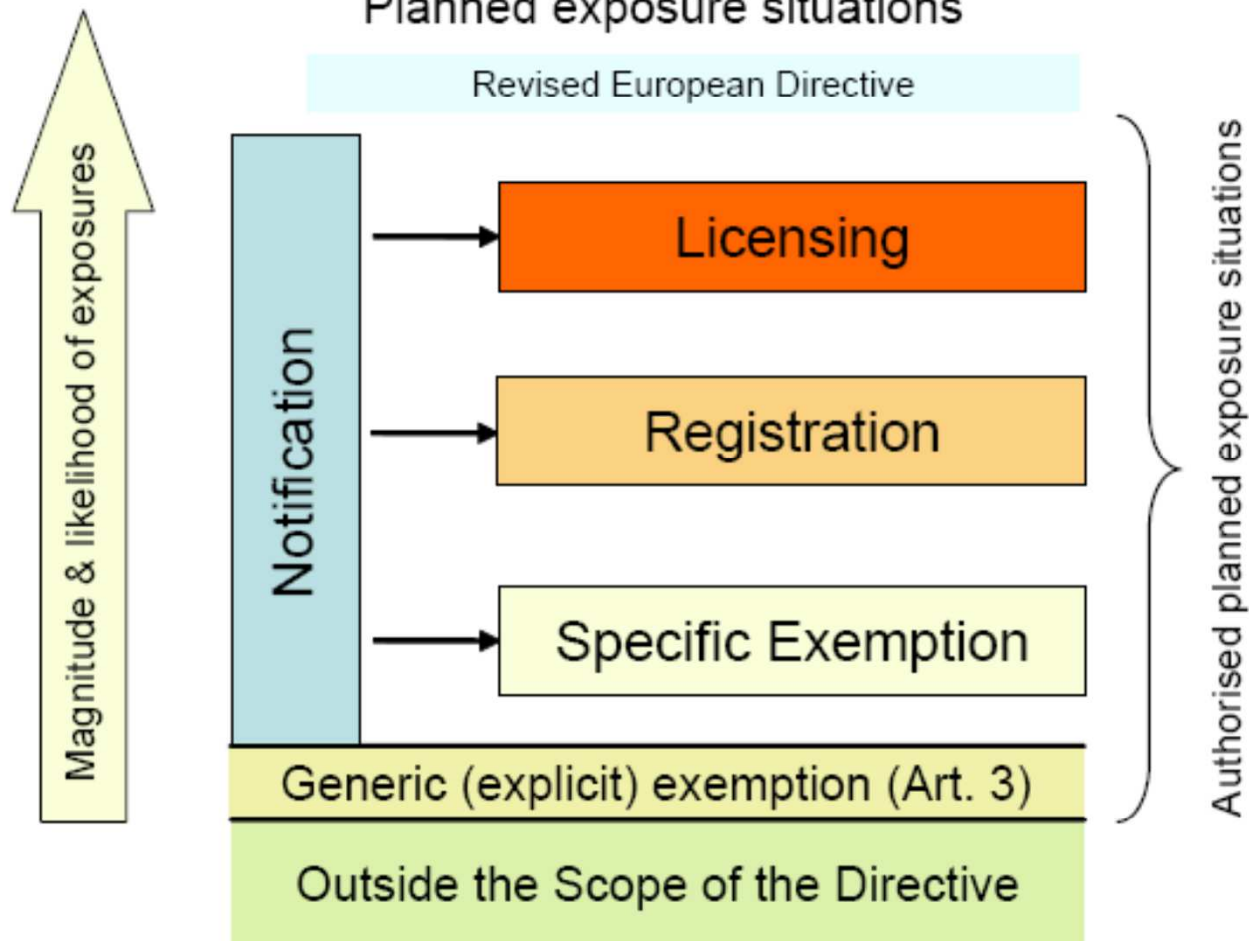 Planned exposure situations
Revised European Directive
Magnitude & likelihood of exposures
Notification
Licensing
Registration
Specific Exemption
Generic (explicit) exemption (Art. 3)
Outside the Scope of the Directive
Authorised planned exposure situations